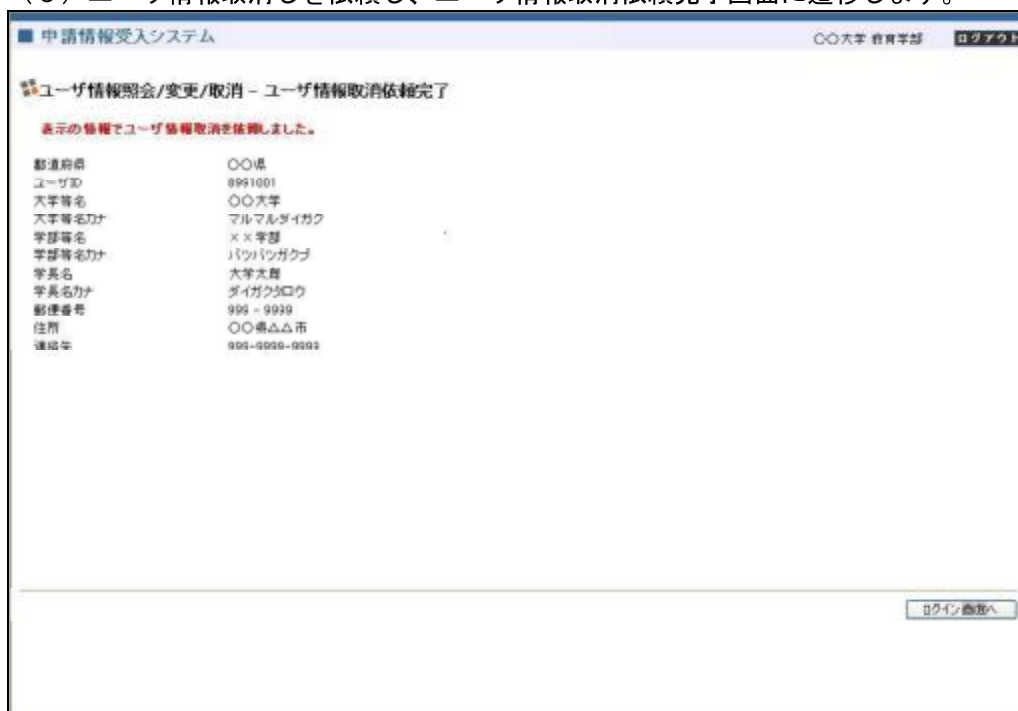 ユーザ情報取消しを依頼し、ユーザ情報取消依頼完了画面に遷移します。
■ 申請情報受入システム
〇〇大学 教育学部 ログアウト
ユーザ情報照会/変更/取消 - ユーザ情報取消依頼完了
表示の情報でユーザ情報取消を依頼しました。
都道府県 〇〇県
ユーザID 8991001
大学等名 〇〇大学
大学等名カナ マルマルダイガク
学部等名 ××学部
学部等名カナ バツバツガクブ
学長名 大学太郎
学長名カナ ダイガクタロウ
郵便番号 999 - 9999
住所 〇〇県△△市
連絡先 999-9999-9999
ログイン画面へ